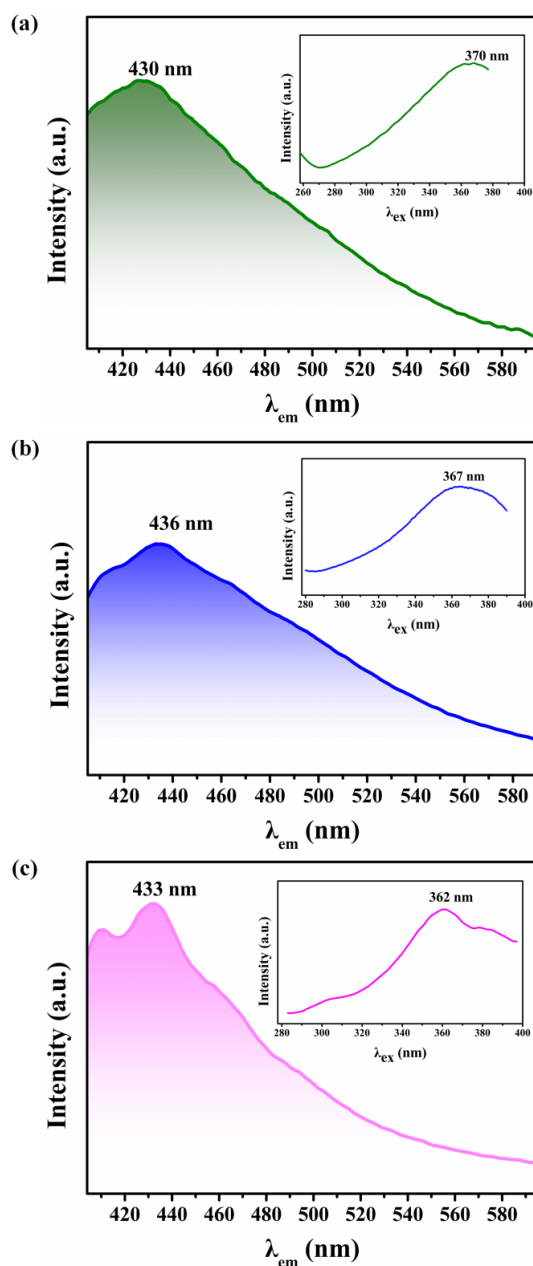 (a)
430 nm
370 nm
Intensity (a.u.)
260 280 300 320 340 360 380 400
λex (nm)
Intensity (a.u.)
420 440 460 480 500 520 540 560 580
λem (nm)
(b)
436 nm
367 nm
Intensity (a.u.)
280 300 320 340 360 380 400
λex (nm)
Intensity (a.u.)
420 440 460 480 500 520 540 560 580
λem (nm)
(c)
433 nm
362 nm
Intensity (a.u.)
280 300 320 340 360 380 400
λex (nm)
Intensity (a.u.)
420 440 460 480 500 520 540 560 580
λem (nm)